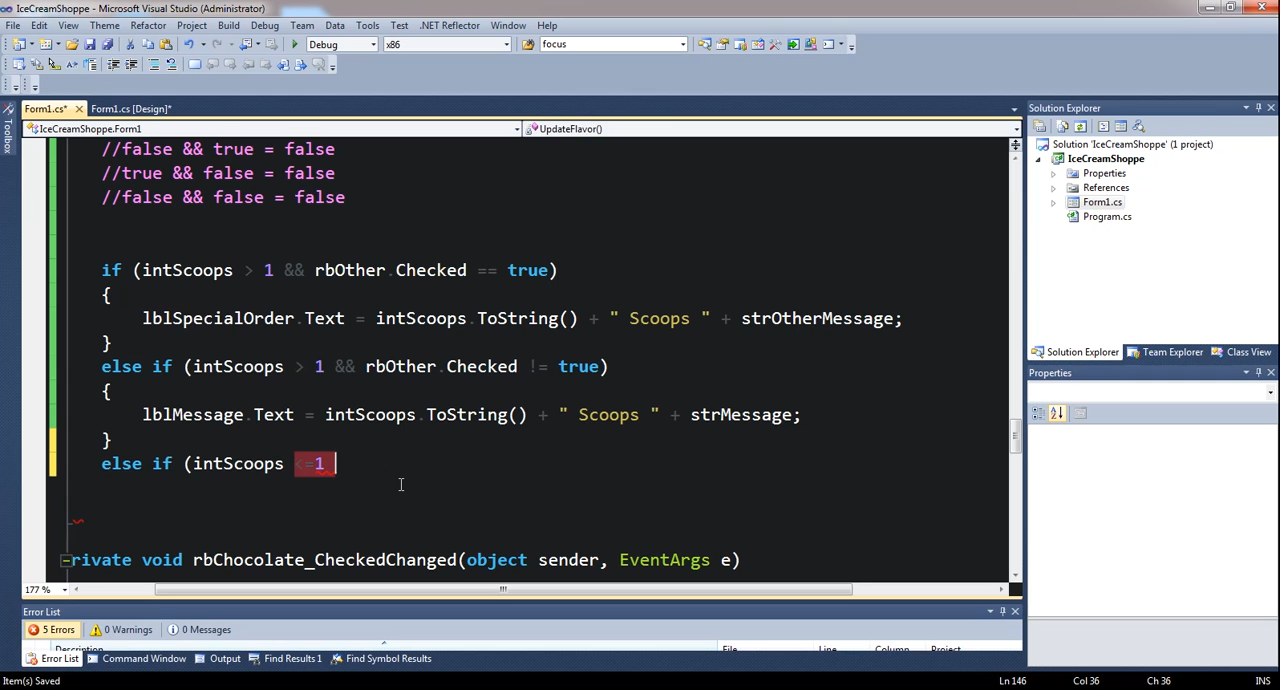 IceCreamShoppe - Microsoft Visual Studio (Administrator)
File Edit View Theme Refactor Project Build Debug Team Data Tools Test .NET Reflector Window Help
Debug x86 focus
Form1.cs* Form1.cs [Design]*
Toolbox
IceCreamShoppe.Form1 UpdateFlavor()
//false && true = false
//true && false = false
//false && false = false
if (intScoops > 1 && rbOther.Checked == true)
{
lblSpecialOrder.Text = intScoops.ToString() + " Scoops " + strOtherMessage;
}
else if (intScoops > 1 && rbOther.Checked != true)
{
lblMessage.Text = intScoops.ToString() + " Scoops " + strMessage;
}
else if (intScoops <=1
rivate void rbChocolate_CheckedChanged(object sender, EventArgs e)
177 %
Error List
5 Errors 0 Warnings 0 Messages
Description File Line Column Project
Error List Command Window Output Find Results 1 Find Symbol Results
Solution Explorer
Solution 'IceCreamShoppe' (1 project)
IceCreamShoppe
Properties
References
Form1.cs
Program.cs
Solution Explorer Team Explorer Class View
Properties
Item(s) Saved Ln 146 Col 36 Ch 36 INS